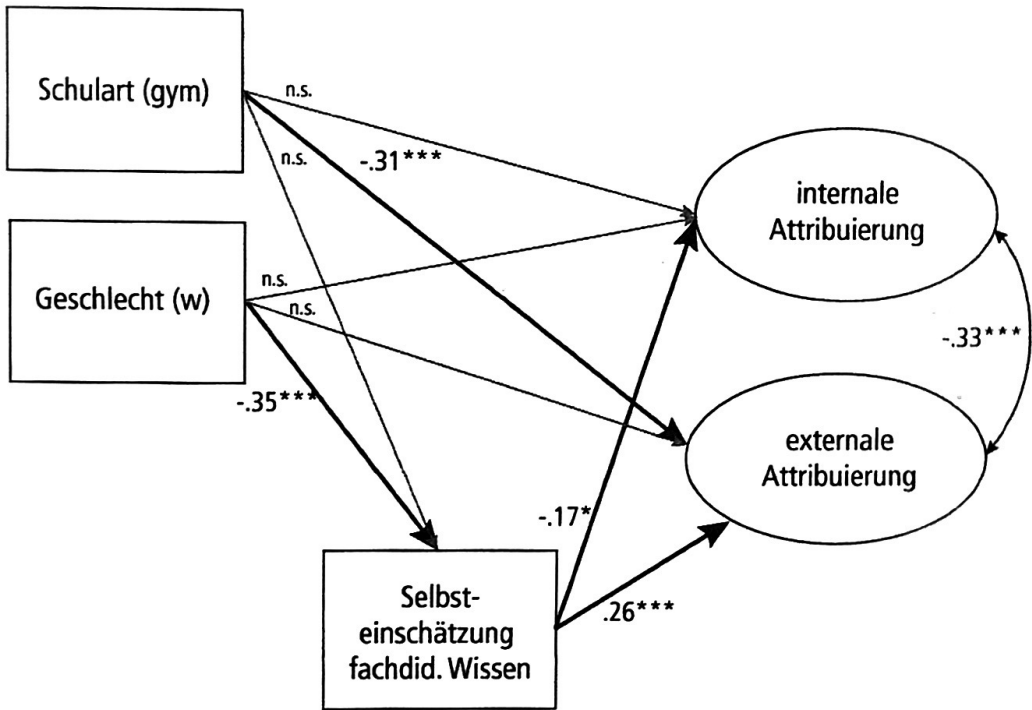 Schulart (gym)
n.s.
n.s.
-.31***
internale
Attribuierung
Geschlecht (w)
n.s.
n.s.
-.33***
-.35***
externale
Attribuierung
-.17*
.26***
Selbst-
einschätzung
fachdid. Wissen